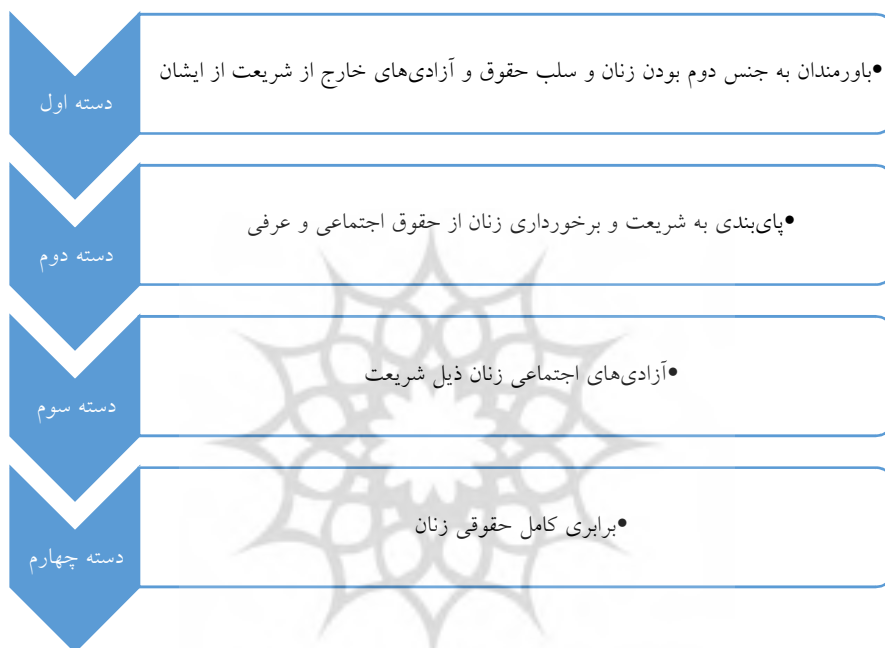 •باورمندان به جنس دوم بودن زنان و سلب حقوق و آزادی‌های خارج از شریعت از ایشان
دسته اول
•پای‌بندی به شریعت و برخورداری زنان از حقوق اجتماعی و عرفی
دسته دوم
•آزادی‌های اجتماعی زنان ذیل شریعت
دسته سوم
•برابری کامل حقوقی زنان
دسته چهارم